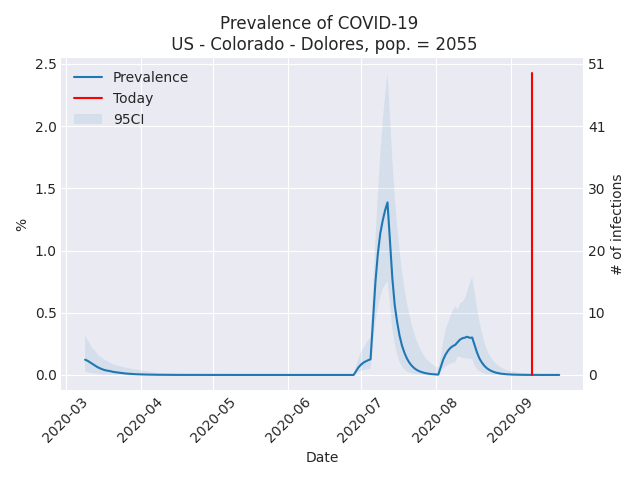 Prevalence of COVID-19
US - Colorado - Dolores, pop. = 2055
Prevalence
Today
95CI
2.5
2.0
1.5
1.0
0.5
0.0
%
51
41
30
20
10
0
# of infections
2020-03
2020-04
2020-05
2020-06
2020-07
2020-08
2020-09
Date